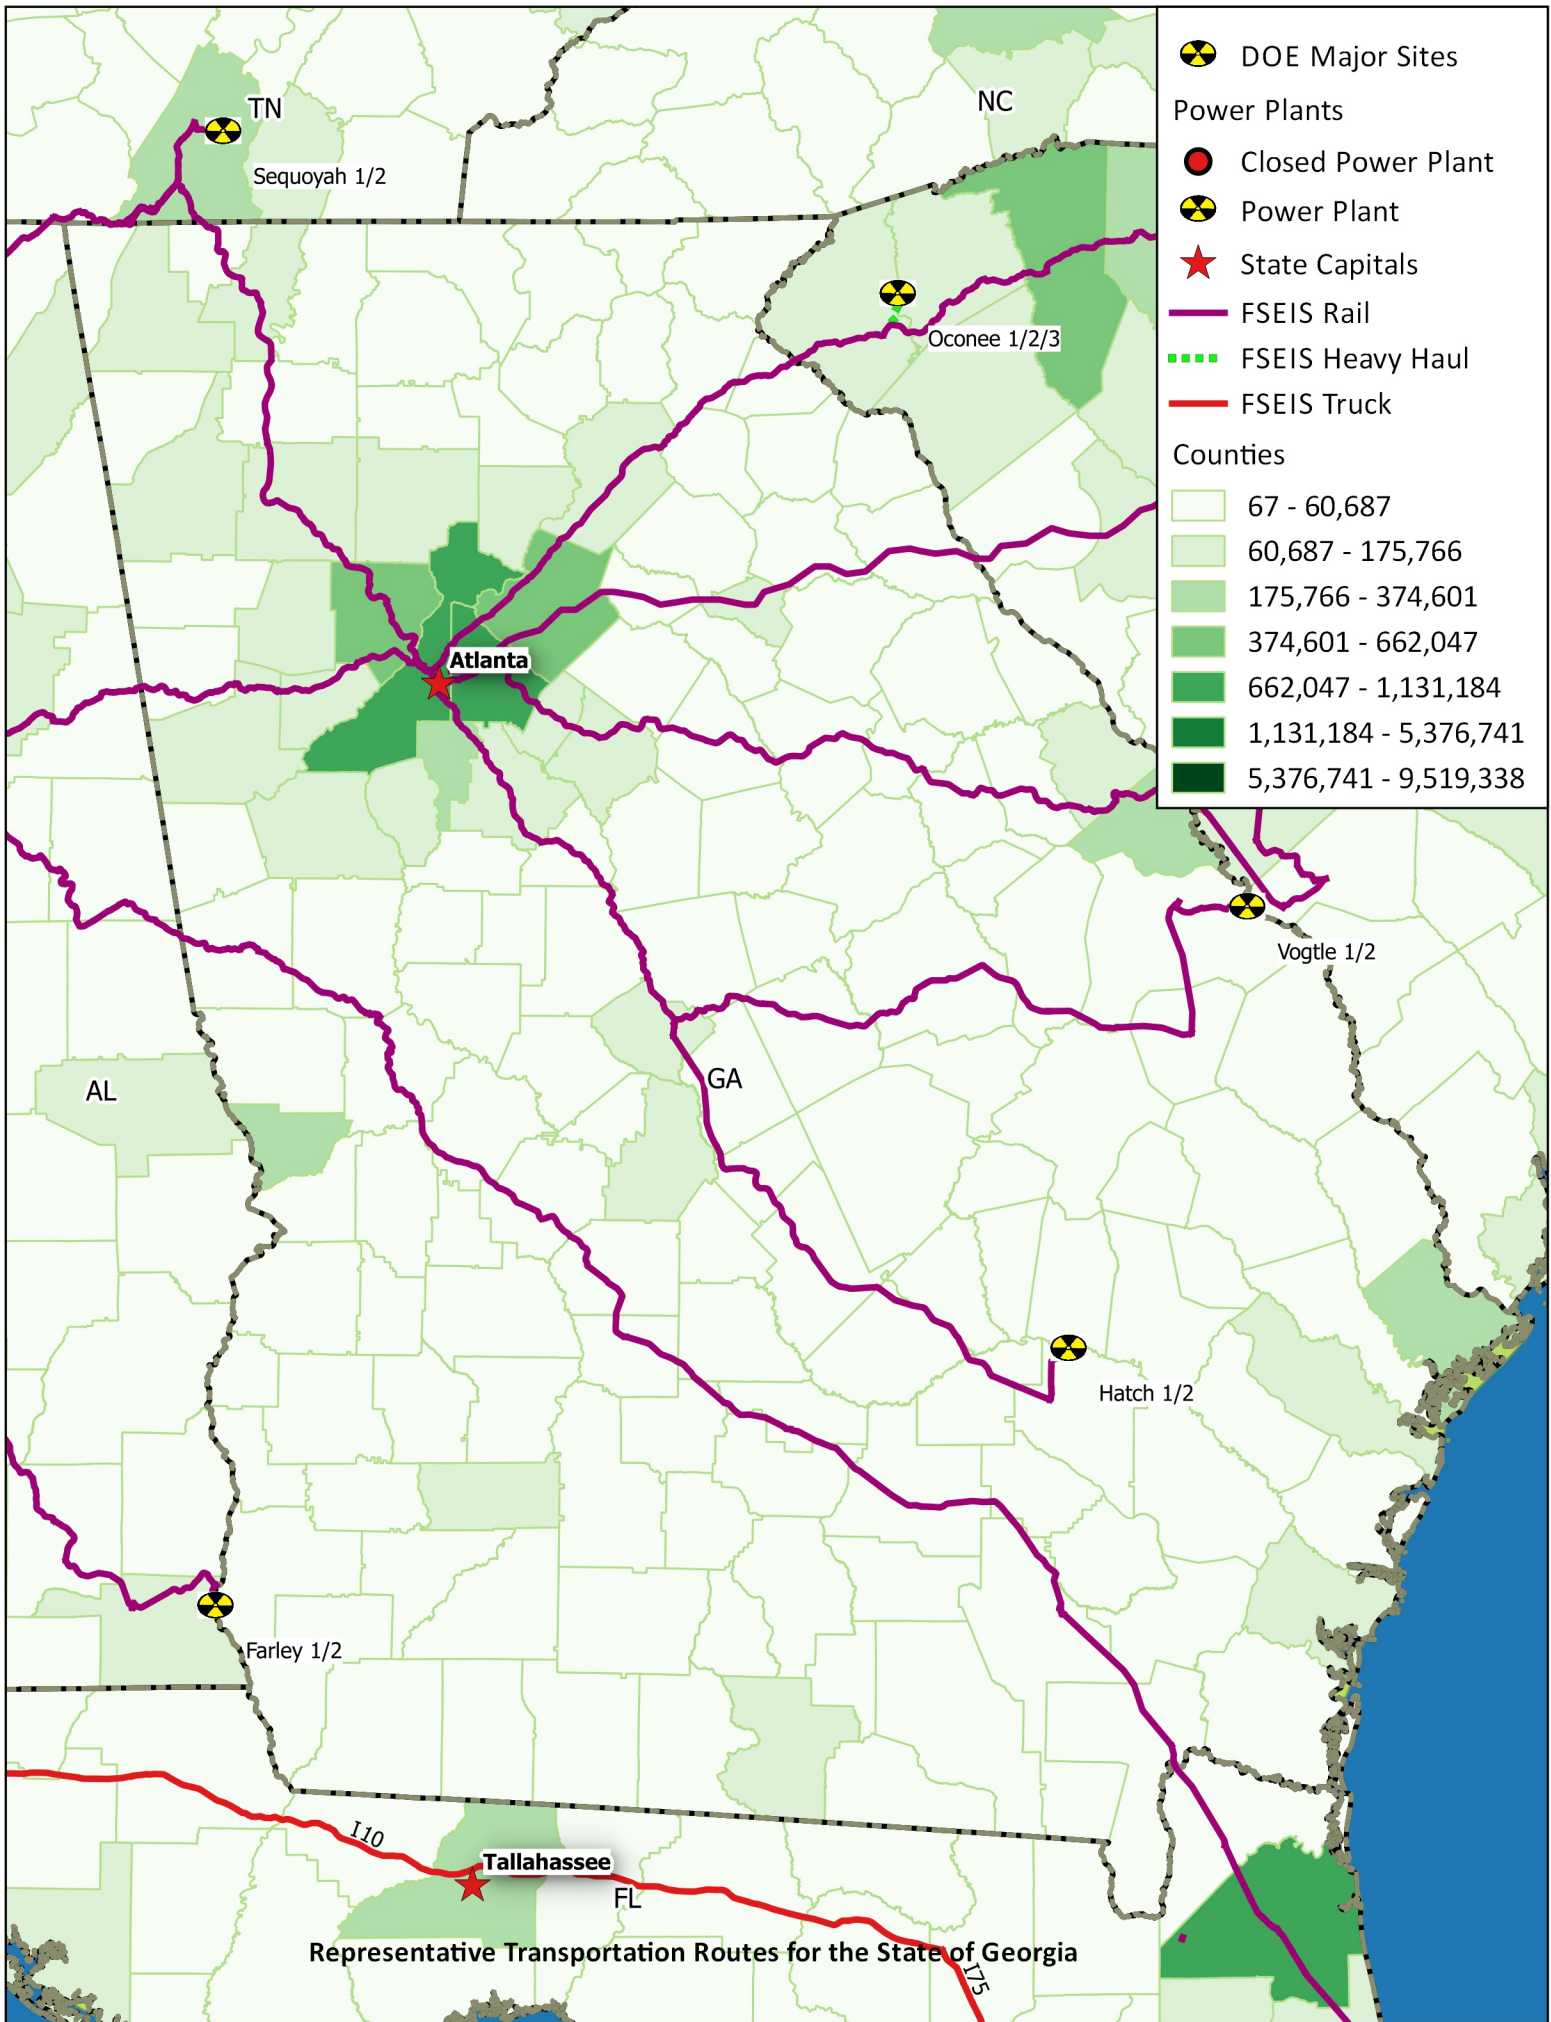 DOE Major Sites
Power Plants
Closed Power Plant
Power Plant
State Capitals
FSEIS Rail
FSEIS Heavy Haul
FSEIS Truck
Counties
67 - 60,687
60,687 - 175,766
175,766 - 374,601
374,601 - 662,047
662,047 - 1,131,184
1,131,184 - 5,376,741
5,376,741 - 9,519,338
TN
NC
Sequoyah 1/2
Oconee 1/2/3
Atlanta
Vogtle 1/2
GA
AL
Hatch 1/2
Farley 1/2
I10
Tallahassee
FL
Representative Transportation Routes for the State of Georgia
I75